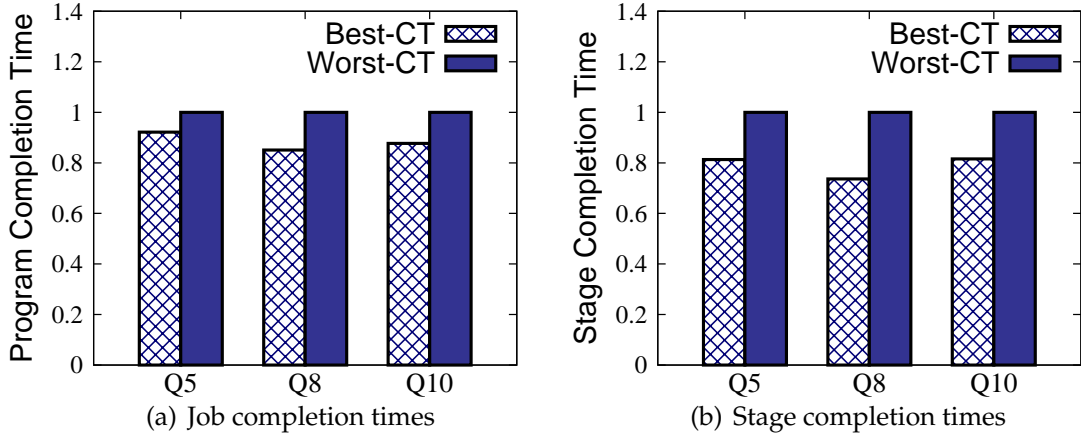 Program Completion Time
1.4
1.2
1
0.8
0.6
0.4
0.2
0
Best-CT
Worst-CT
Q5 Q8 Q10
(a) Job completion times
Stage Completion Time
1.4
1.2
1
0.8
0.6
0.4
0.2
0
Best-CT
Worst-CT
Q5 Q8 Q10
(b) Stage completion times